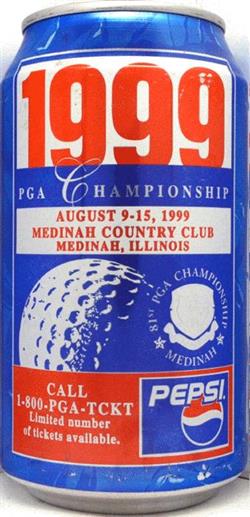 1999
PGA CHAMPIONSHIP
AUGUST 9-15, 1999
MEDINAH COUNTRY CLUB
MEDINAH, ILLINOIS
81ST PGA CHAMPIONSHIP
MEDINAH
CALL
1-800-PGA-TCKT
Limited number
of tickets available.
PEPSI